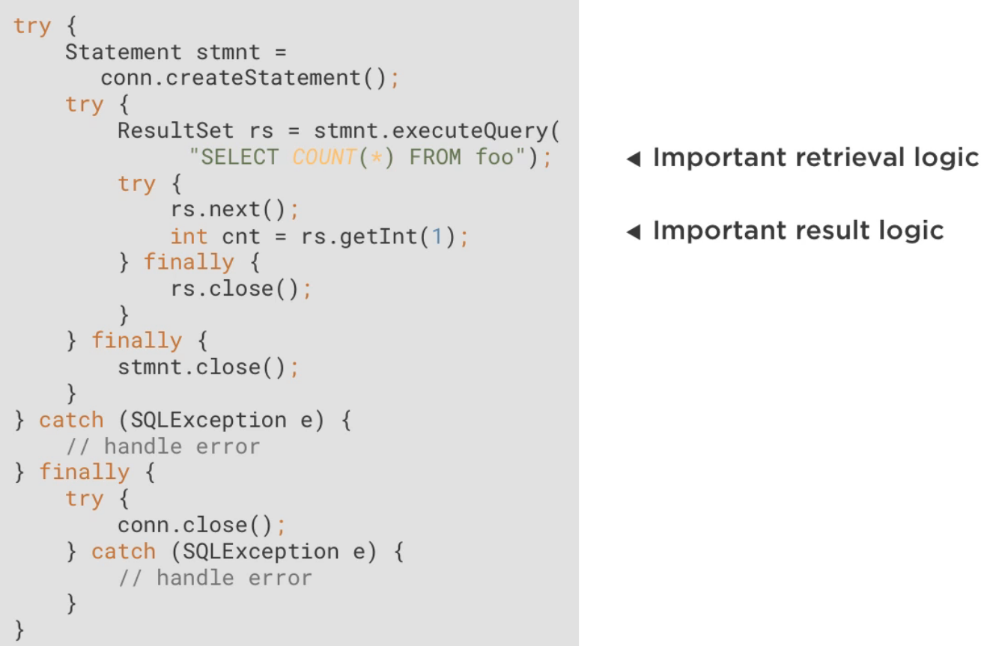 try {
    Statement stmnt =
       conn.createStatement();
    try {
        ResultSet rs = stmnt.executeQuery(
             "SELECT COUNT(*) FROM foo");
        try {
            rs.next();
            int cnt = rs.getInt(1);
        } finally {
            rs.close();
        }
    } finally {
        stmnt.close();
    }
} catch (SQLException e) {
    // handle error
} finally {
    try {
        conn.close();
    } catch (SQLException e) {
        // handle error
    }
}
◄ Important retrieval logic
◄ Important result logic